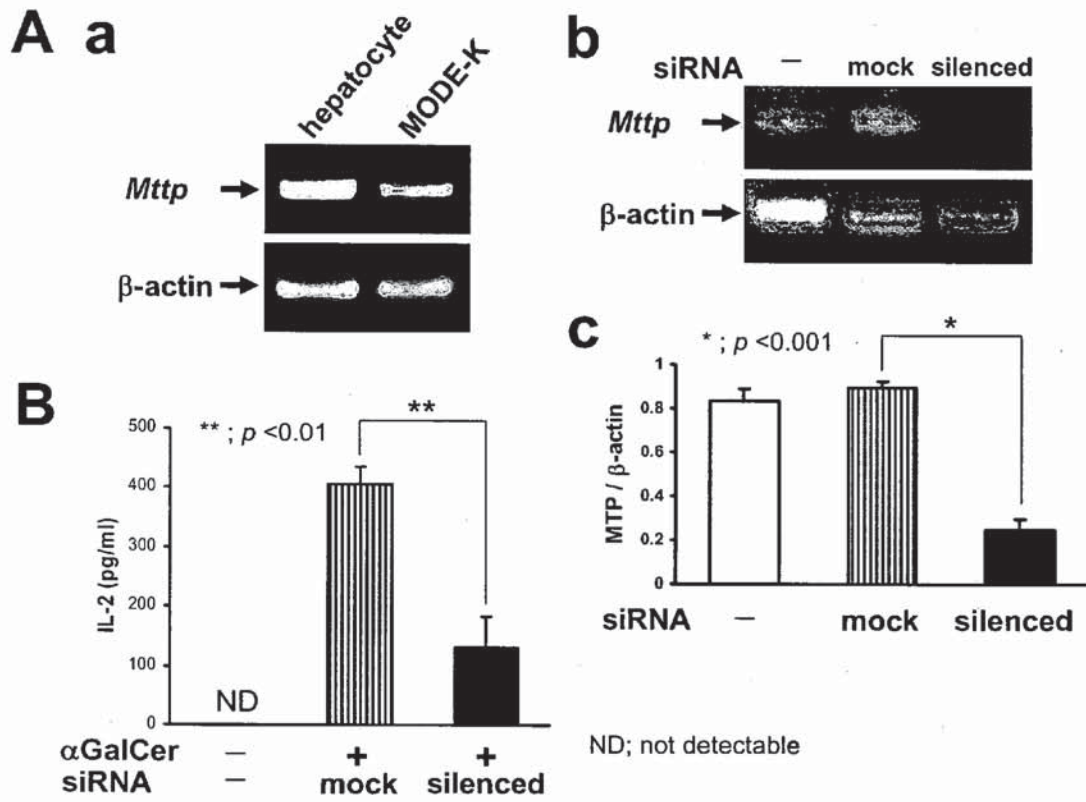 A a
hepatocyte
MODE-K
Mttp
β-actin
b
siRNA – mock silenced
Mttp
β-actin
c
* ; p <0.001
*
1
0.8
0.6
0.4
0.2
0
MTP / β-actin
siRNA – mock silenced
B
** ; p <0.01
**
500
400
300
200
100
0
IL-2 (pg/ml)
ND
αGalCer – + +
siRNA – mock silenced
ND; not detectable